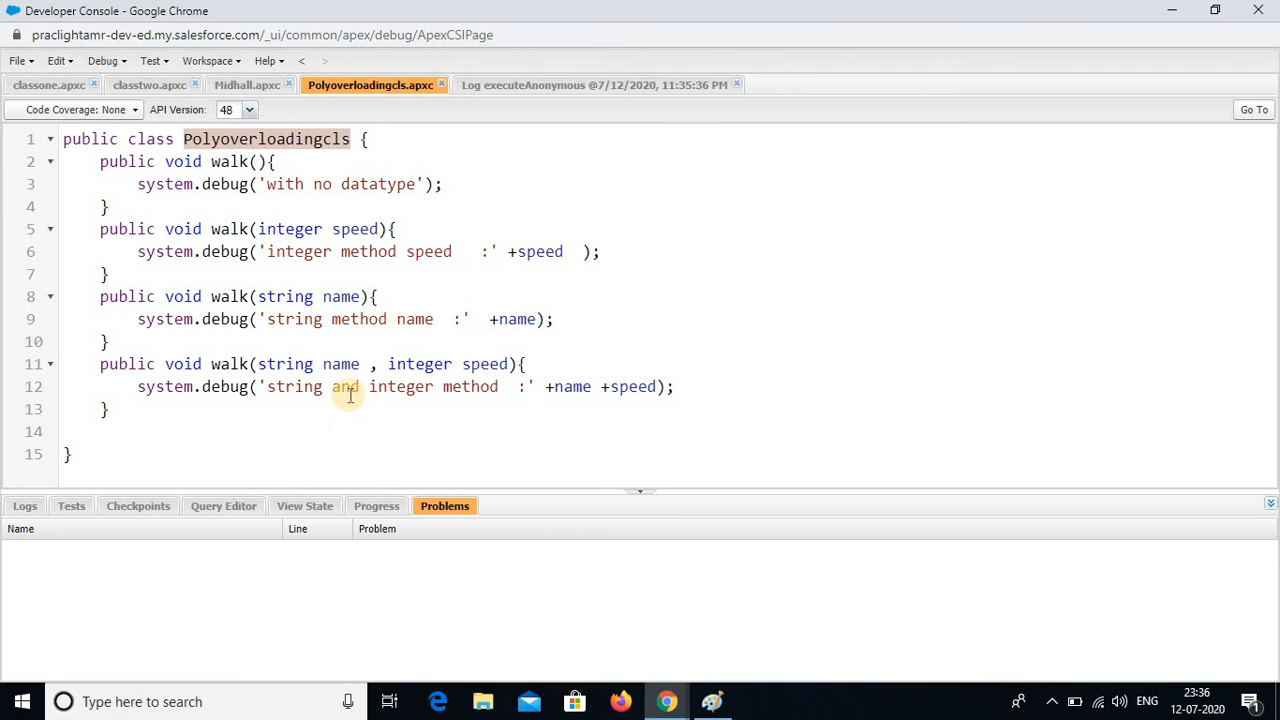 Developer Console - Google Chrome
praclightamr-dev-ed.my.salesforce.com/_ui/common/apex/debug/ApexCSIPage
File Edit Debug Test Workspace Help < >
classone.apxc classtwo.apxc Midhall.apxc Polyoverloadingcls.apxc Log executeAnonymous @7/12/2020, 11:35:36 PM
Code Coverage: None API Version: 48 Go To
1 public class Polyoverloadingcls {
2 public void walk(){
3 system.debug('with no datatype');
4 }
5 public void walk(integer speed){
6 system.debug('integer method speed   :' +speed  );
7 }
8 public void walk(string name){
9 system.debug('string method name  :'  +name);
10 }
11 public void walk(string name , integer speed){
12 system.debug('string and integer method  :' +name +speed);
13 }
14
15 }
Logs Tests Checkpoints Query Editor View State Progress Problems
Name Line Problem
Type here to search ENG 23:36
12-07-2020 1